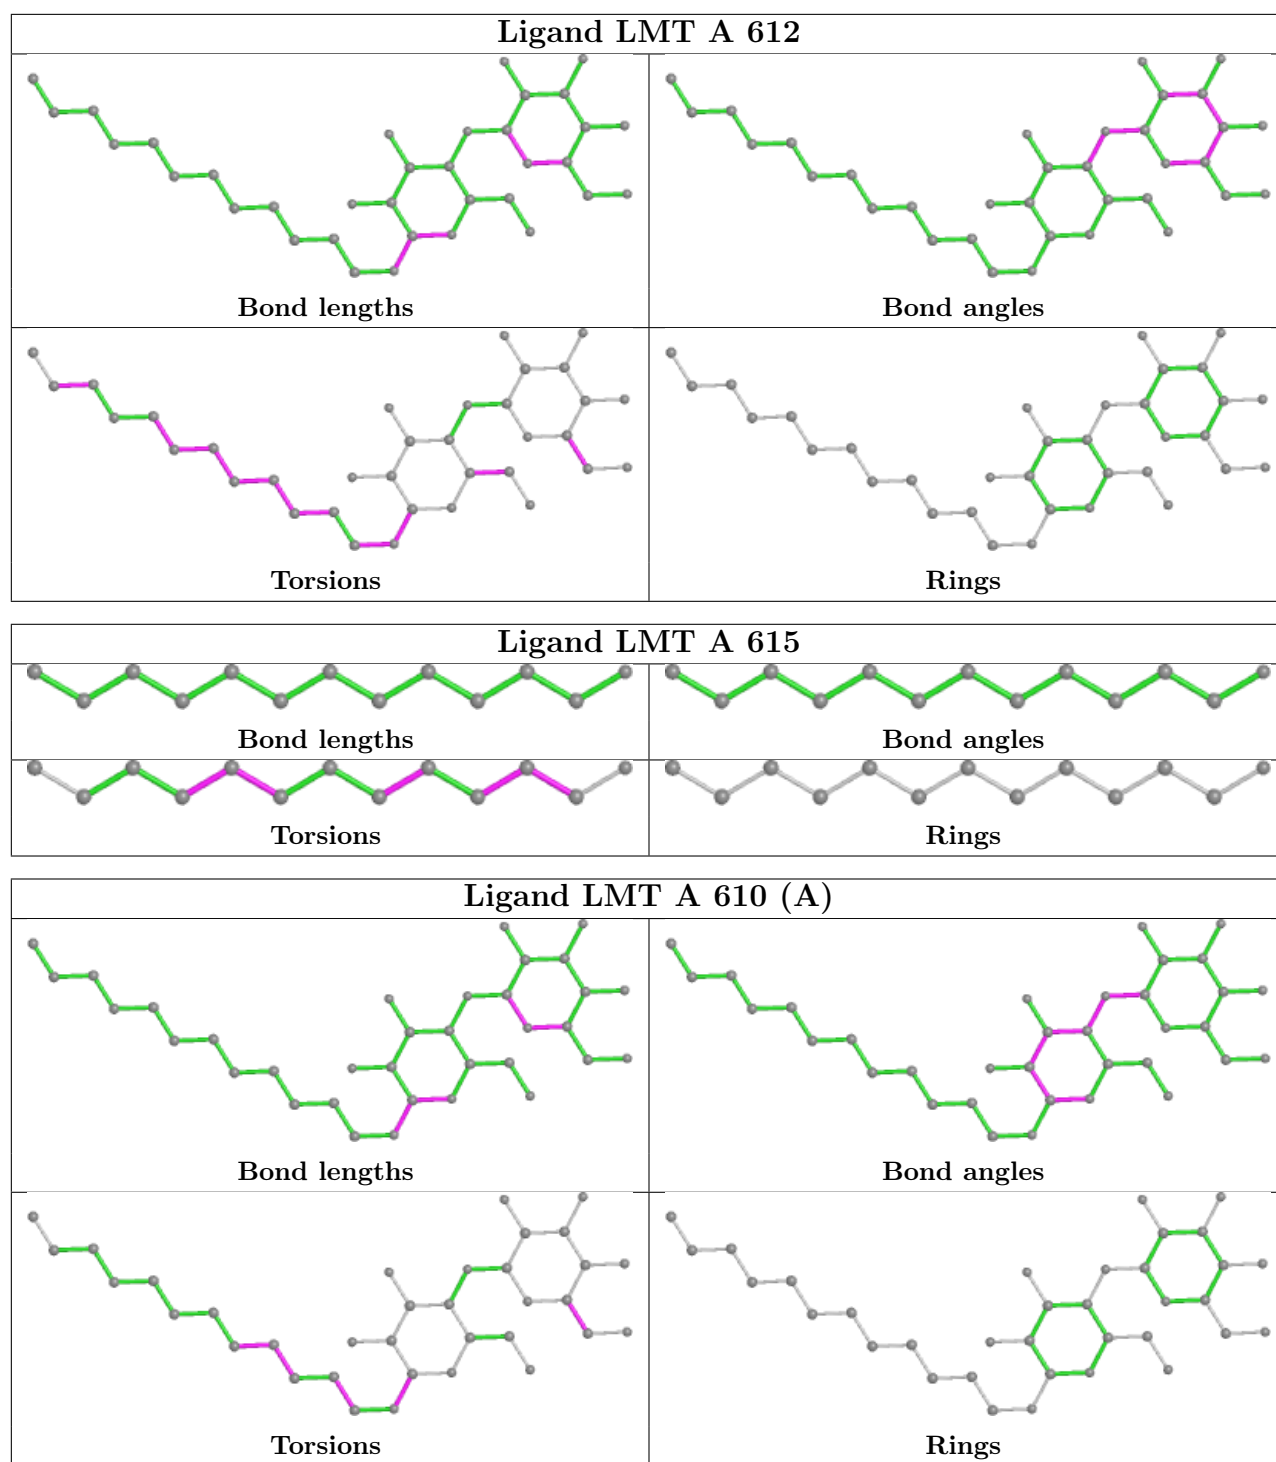 Ligand LMT A 612
Bond lengths
Bond angles
Torsions
Rings
Ligand LMT A 615
Bond lengths
Bond angles
Torsions
Rings
Ligand LMT A 610 (A)
Bond lengths
Bond angles
Torsions
Rings